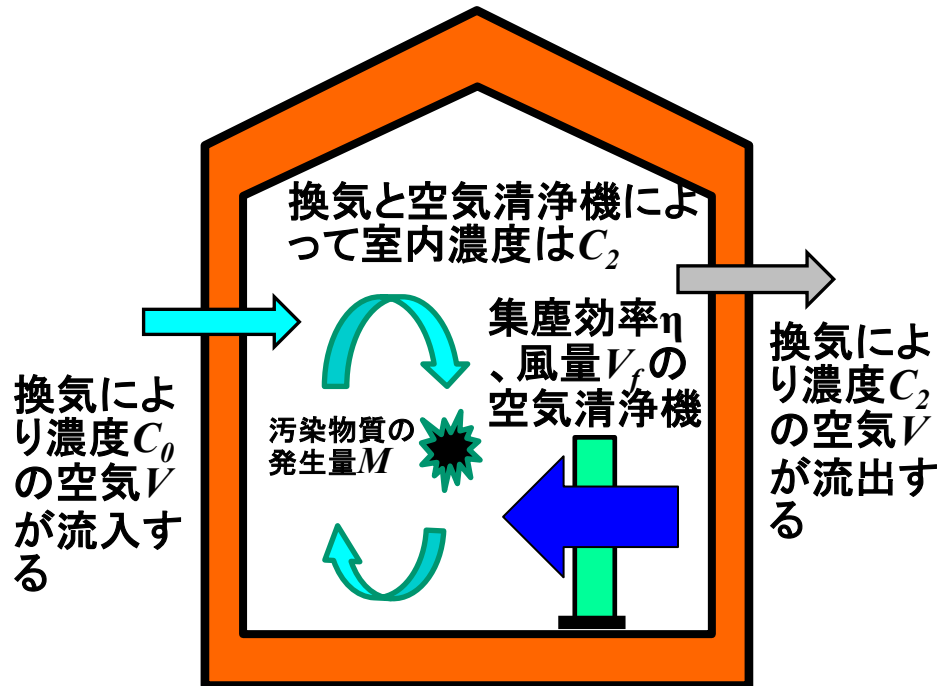 換気と空気清浄機によ
って室内濃度はC2
集塵効率η
、風量Vfの
空気清浄機
換気によ
り濃度C0
の空気V
が流入す
る
汚染物質の
発生量M
換気によ
り濃度C2
の空気V
が流出す
る